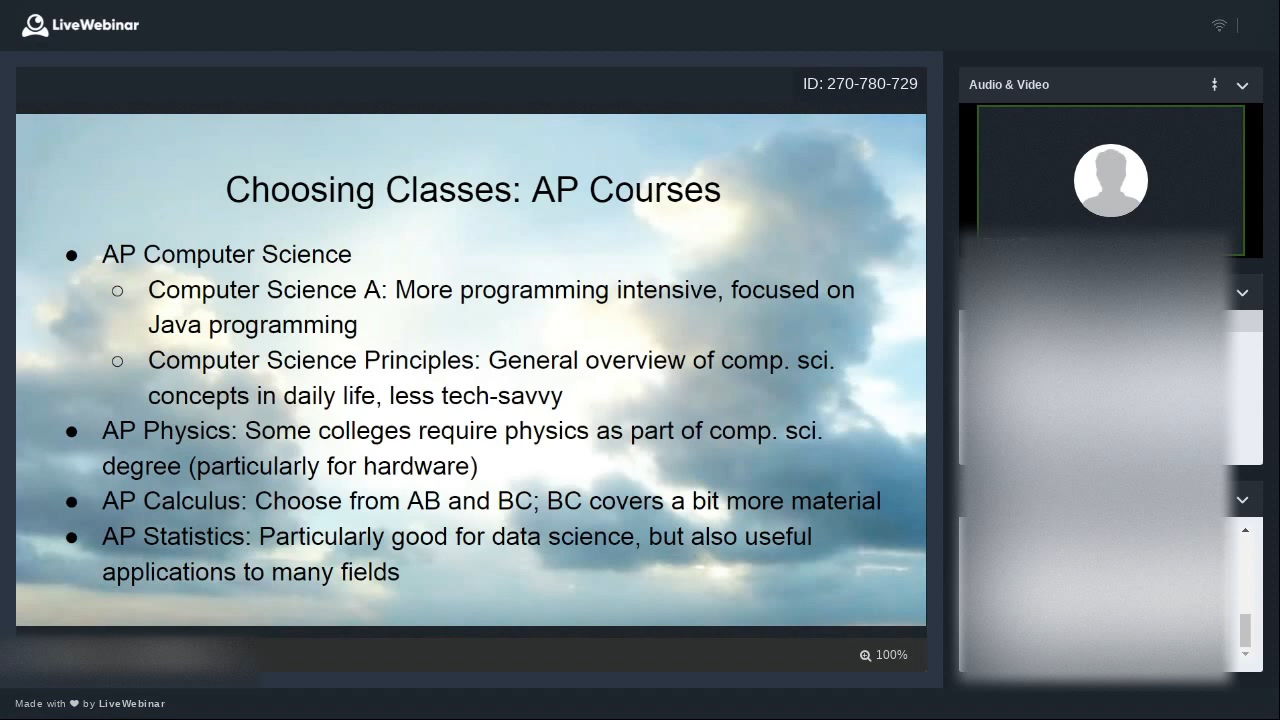 LiveWebinar
ID: 270-780-729
Audio & Video
Choosing Classes: AP Courses
● AP Computer Science
○ Computer Science A: More programming intensive, focused on
Java programming
○ Computer Science Principles: General overview of comp. sci.
concepts in daily life, less tech-savvy
● AP Physics: Some colleges require physics as part of comp. sci.
degree (particularly for hardware)
● AP Calculus: Choose from AB and BC; BC covers a bit more material
● AP Statistics: Particularly good for data science, but also useful
applications to many fields
100%
Made with ❤ by LiveWebinar